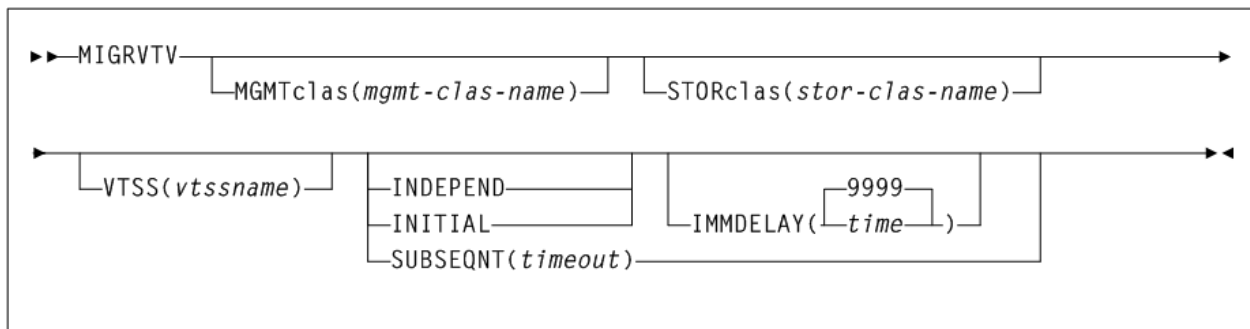 MIGRVTV
MGMTclas(mgmt-clas-name)
STORclas(stor-clas-name)
VTSS(vtssname)
INDEPEND
INITIAL
SUBSEQNT(timeout)
9999
IMMDELAY(time)